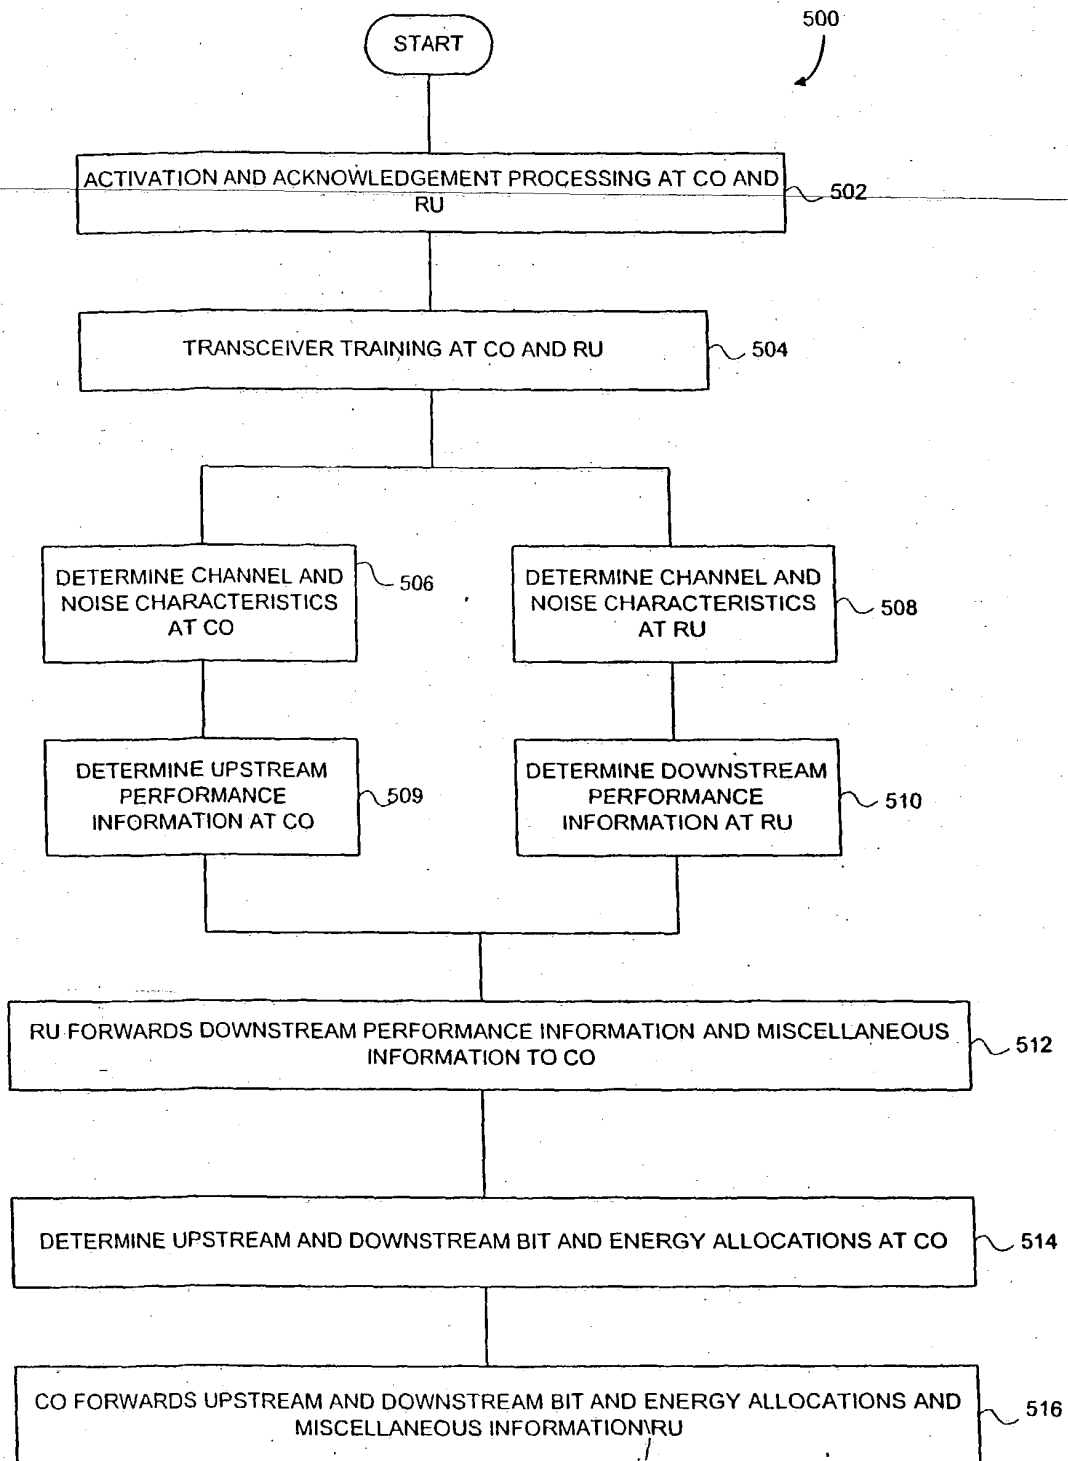 START
500
ACTIVATION AND ACKNOWLEDGEMENT PROCESSING AT CO AND
RU
502
TRANSCEIVER TRAINING AT CO AND RU
504
DETERMINE CHANNEL AND
NOISE CHARACTERISTICS
AT CO
506
DETERMINE CHANNEL AND
NOISE CHARACTERISTICS
AT RU
508
DETERMINE UPSTREAM
PERFORMANCE
INFORMATION AT CO
509
DETERMINE DOWNSTREAM
PERFORMANCE
INFORMATION AT RU
510
RU FORWARDS DOWNSTREAM PERFORMANCE INFORMATION AND MISCELLANEOUS
INFORMATION TO CO
512
DETERMINE UPSTREAM AND DOWNSTREAM BIT AND ENERGY ALLOCATIONS AT CO
514
CO FORWARDS UPSTREAM AND DOWNSTREAM BIT AND ENERGY ALLOCATIONS AND
MISCELLANEOUS INFORMATION\RU
516